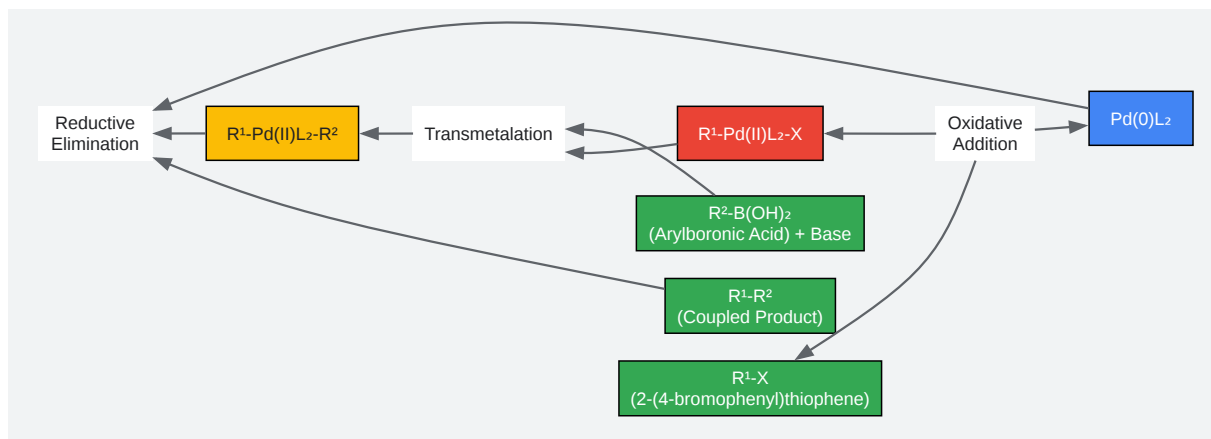 Reductive
Elimination
R¹-Pd(II)L₂-R²
Transmetalation
R¹-Pd(II)L₂-X
Oxidative
Addition
Pd(0)L₂
R²-B(OH)₂
(Arylboronic Acid) + Base
R¹-R²
(Coupled Product)
R¹-X
(2-(4-bromophenyl)thiophene)